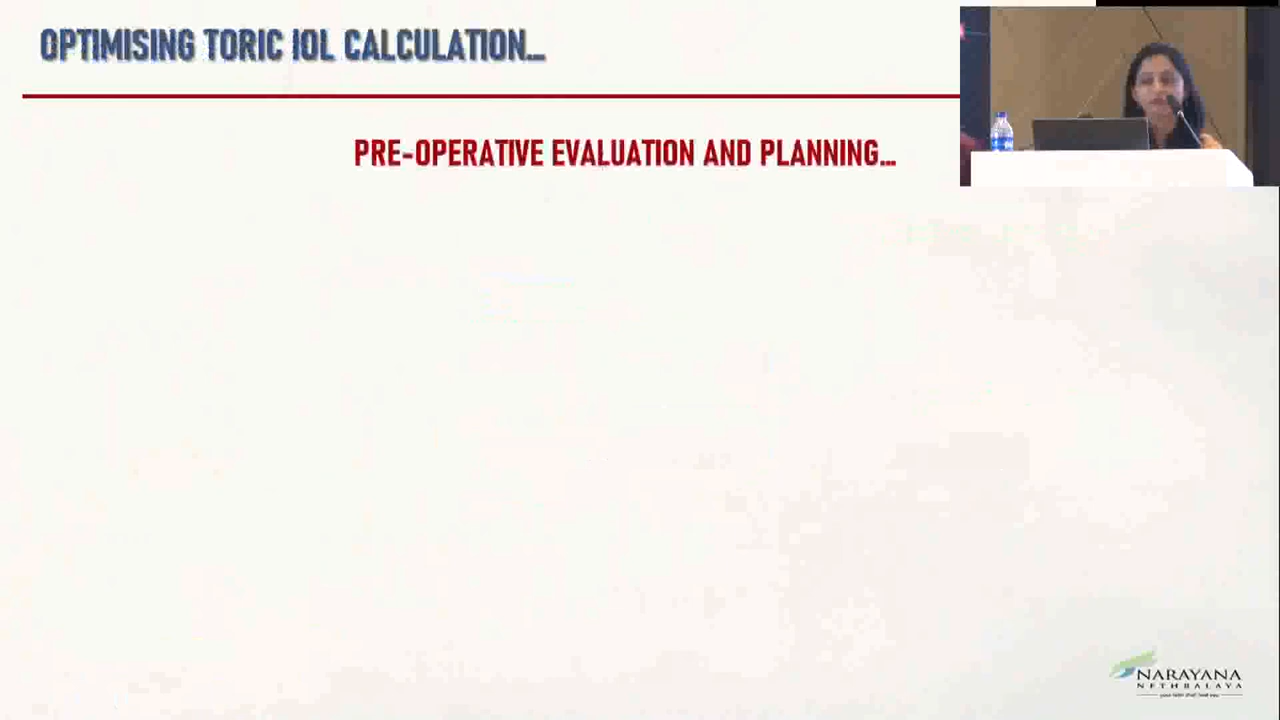 OPTIMISING TORIC IOL CALCULATION...
PRE-OPERATIVE EVALUATION AND PLANNING...
NARAYANA
NETHRALAYA